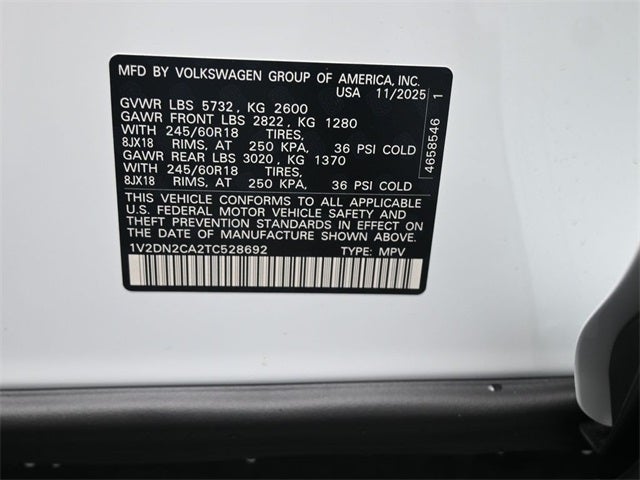 MFD BY VOLKSWAGEN GROUP OF AMERICA, INC.
USA 11/2025
GVWR LBS 5732, KG 2600
GAWR FRONT LBS 2822, KG 1280
WITH 245/60R18 TIRES,
8JX18 RIMS, AT 250 KPA, 36 PSI COLD
GAWR REAR LBS 3020, KG 1370
WITH 245/60R18 TIRES,
8JX18 RIMS, AT 250 KPA, 36 PSI COLD
THIS VEHICLE CONFORMS TO ALL APPLICABLE
U.S. FEDERAL MOTOR VEHICLE SAFETY AND
THEFT PREVENTION STANDARDS IN EFFECT ON
THE DATE OF MANUFACTURE SHOWN ABOVE.
1V2DN2CA2TC528692 TYPE: MPV
4658546 1